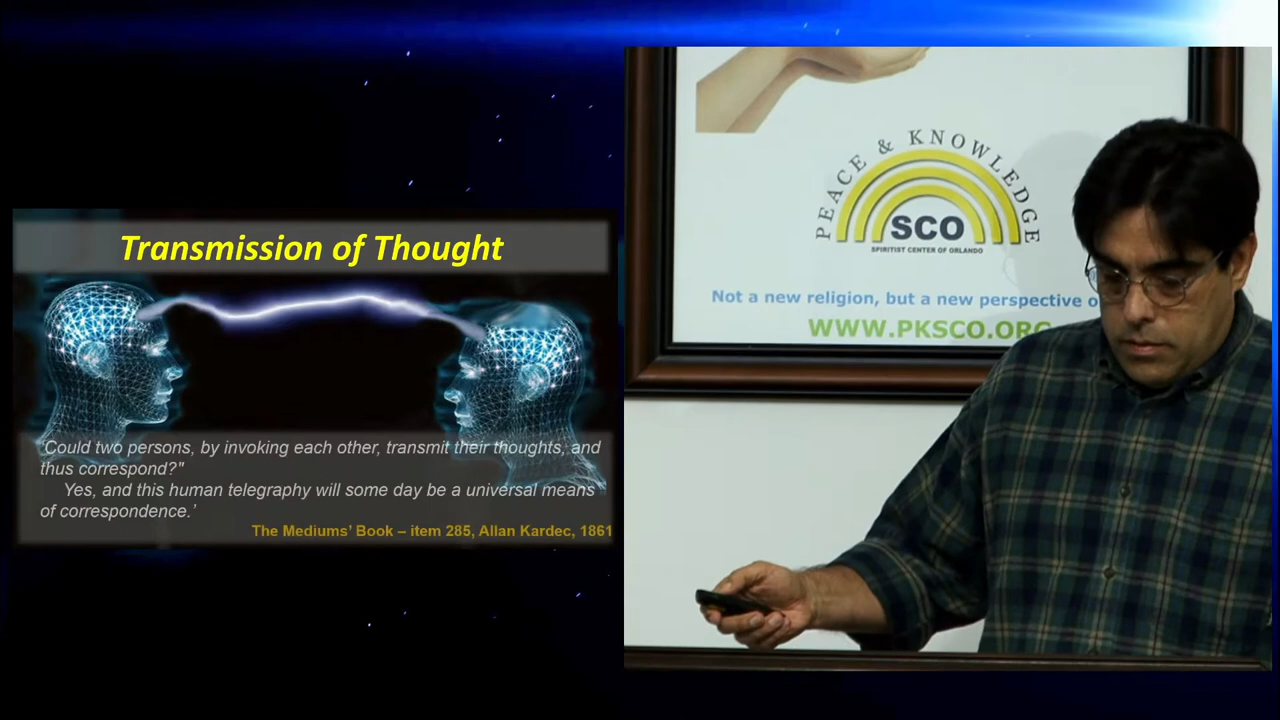 Transmission of Thought
"Could two persons, by invoking each other, transmit their thoughts, and
thus correspond?"
Yes, and this human telegraphy will some day be a universal means
of correspondence.'
The Mediums' Book – item 285, Allan Kardec, 1861
PEACE & KNOWLEDGE
SCO
SPIRITIST CENTER OF ORLANDO
Not a new religion, but a new perspective
WWW.PKSCO.ORG